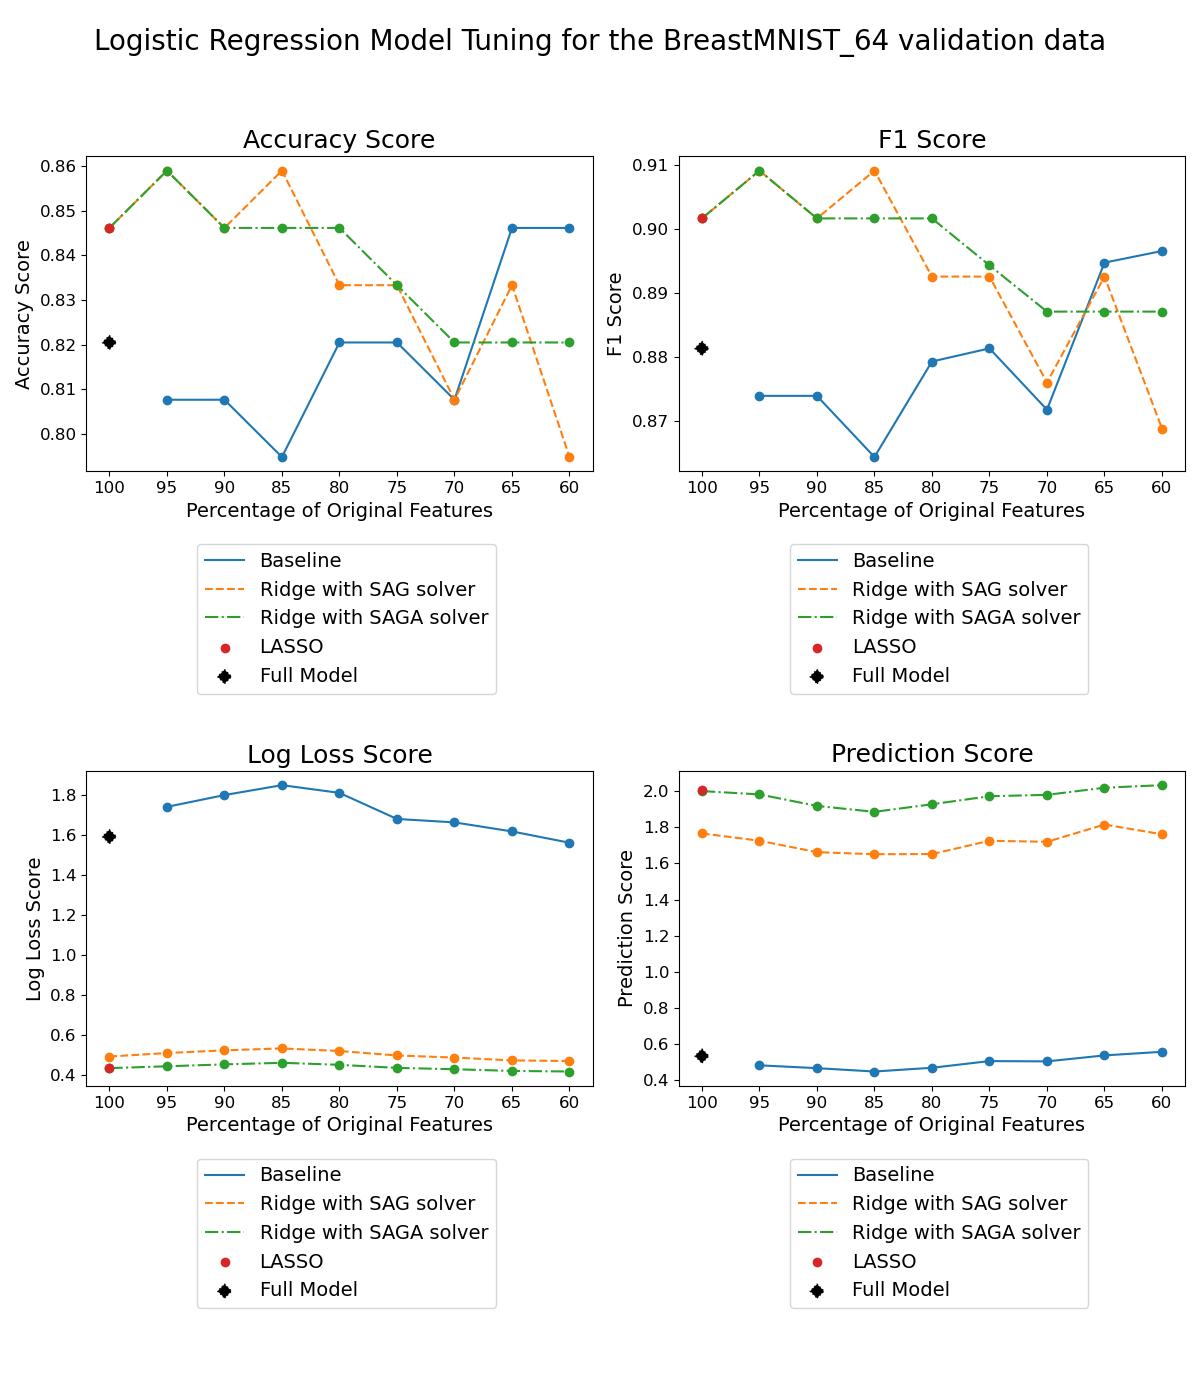 Logistic Regression Model Tuning for the BreastMNIST_64 validation data
Accuracy Score
0.86
0.85
0.84
0.83
0.82
0.81
0.80
Accuracy Score
100 95 90 85 80 75 70 65 60
Percentage of Original Features
Baseline
Ridge with SAG solver
Ridge with SAGA solver
LASSO
Full Model
F1 Score
0.91
0.90
0.89
0.88
0.87
F1 Score
100 95 90 85 80 75 70 65 60
Percentage of Original Features
Baseline
Ridge with SAG solver
Ridge with SAGA solver
LASSO
Full Model
Log Loss Score
1.8
1.6
1.4
1.2
1.0
0.8
0.6
0.4
Log Loss Score
100 95 90 85 80 75 70 65 60
Percentage of Original Features
Baseline
Ridge with SAG solver
Ridge with SAGA solver
LASSO
Full Model
Prediction Score
2.0
1.8
1.6
1.4
1.2
1.0
0.8
0.6
0.4
Prediction Score
100 95 90 85 80 75 70 65 60
Percentage of Original Features
Baseline
Ridge with SAG solver
Ridge with SAGA solver
LASSO
Full Model